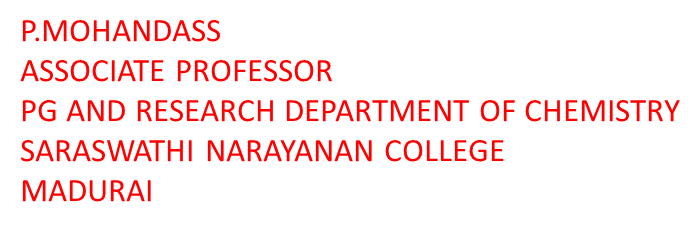 P.MOHANDASS
ASSOCIATE PROFESSOR
PG AND RESEARCH DEPARTMENT OF CHEMISTRY
SARASWATHI NARAYANAN COLLEGE
MADURAI